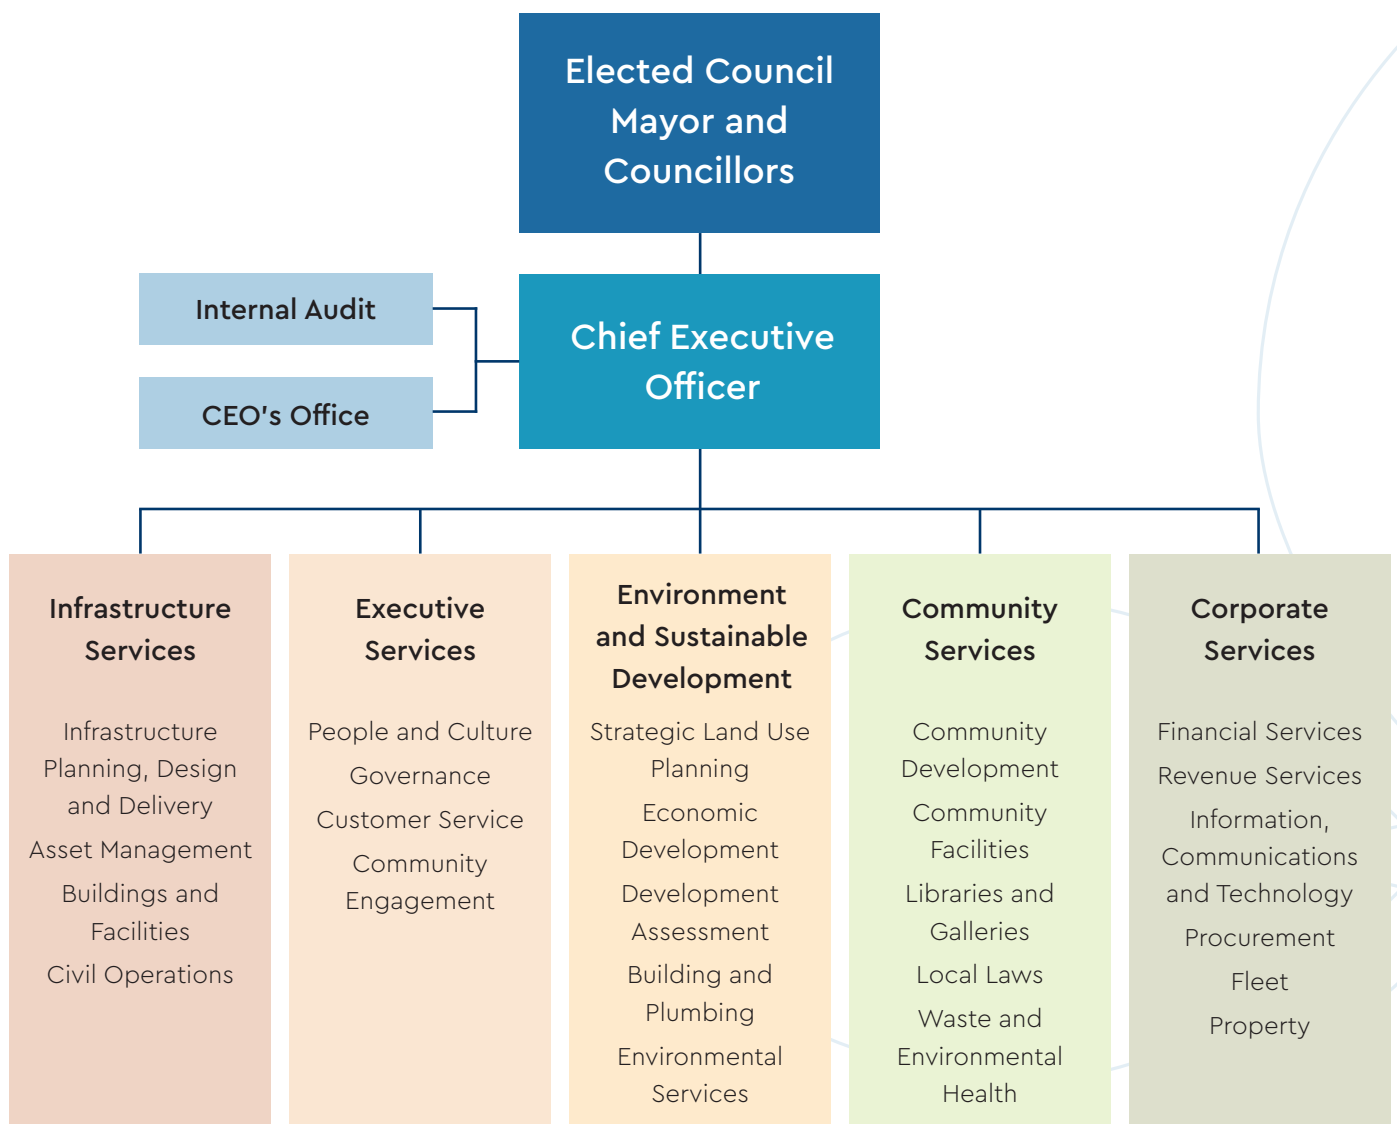 Elected Council
Mayor and
Councillors
Internal Audit
Chief Executive
Officer
CEO's Office
Infrastructure
Services
Infrastructure
Planning, Design
and Delivery
Asset Management
Buildings and
Facilities
Civil Operations
Executive
Services
People and Culture
Governance
Customer Service
Community
Engagement
Environment
and Sustainable
Development
Strategic Land Use
Planning
Economic
Development
Development
Assessment
Building and
Plumbing
Environmental
Services
Community
Services
Community
Development
Community
Facilities
Libraries and
Galleries
Local Laws
Waste and
Environmental
Health
Corporate
Services
Financial Services
Revenue Services
Information,
Communications
and Technology
Procurement
Fleet
Property